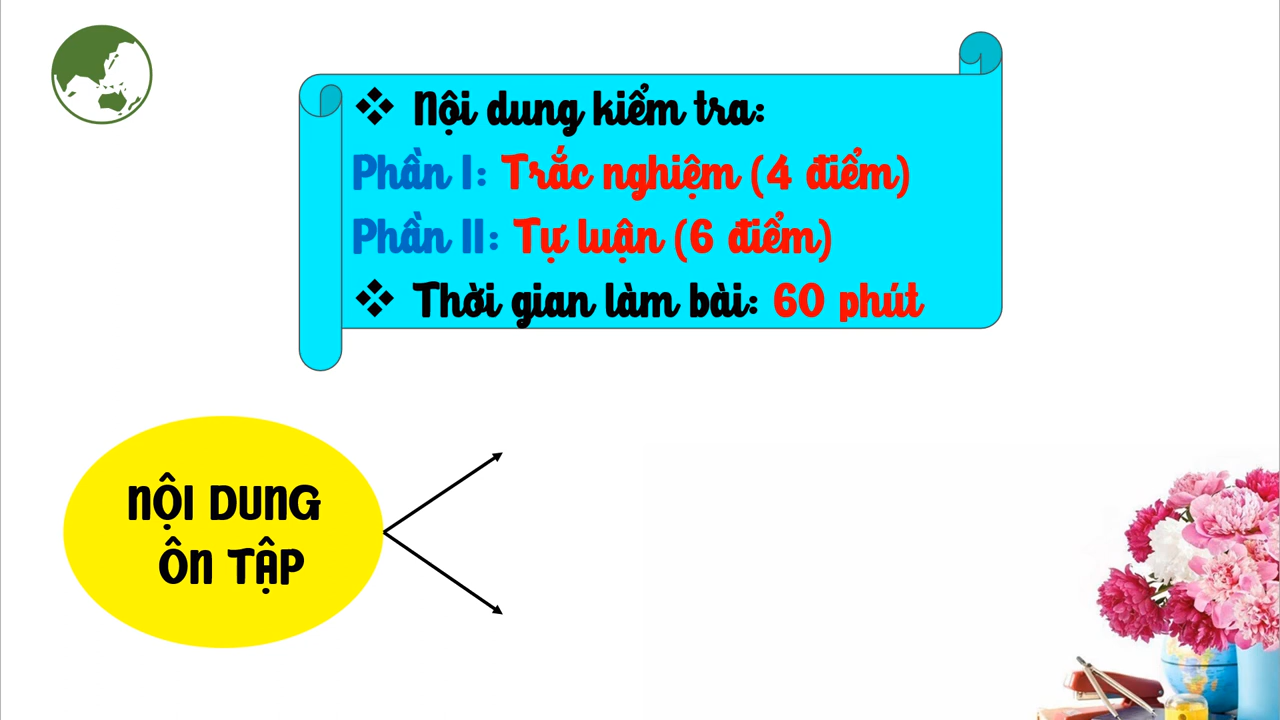 ❖ Nội dung kiểm tra:
Phần I: Trắc nghiệm (4 điểm)
Phần II: Tự luận (6 điểm)
❖ Thời gian làm bài: 60 phút
NỘI DUNG
ÔN TẬP